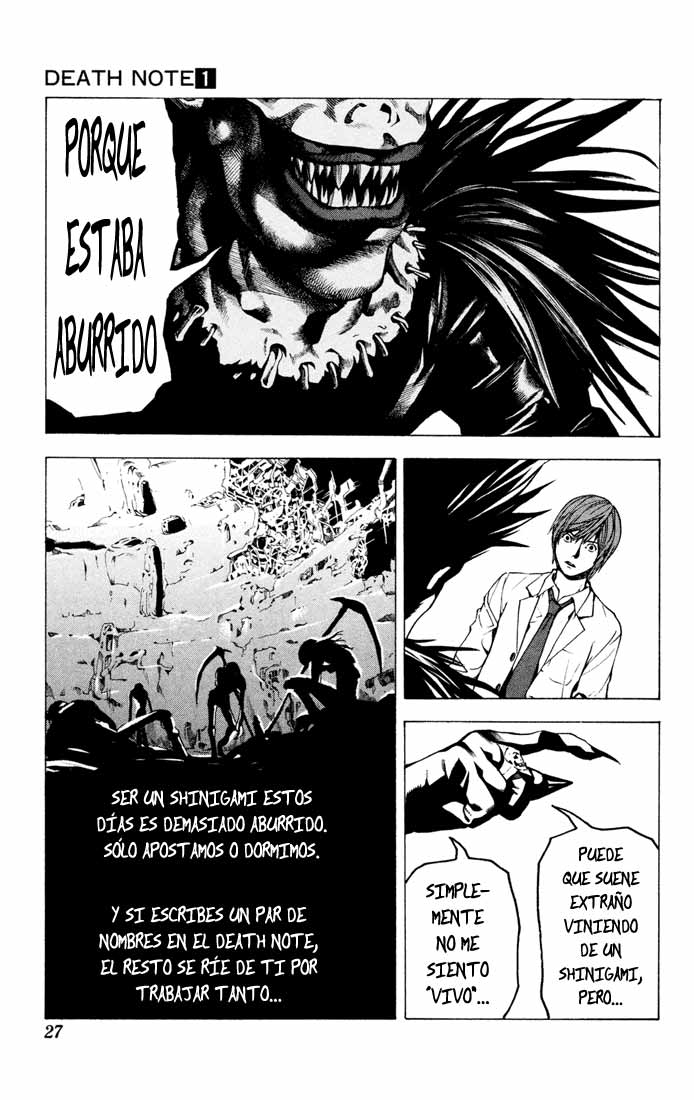 DEATH NOTE 1
PORQUE
ESTABA
ABURRIDO
PUEDE
QUE SUENE
EXTRAÑO
VINIENDO
DE UN
SHINIGAMI,
PERO...
SIMPLE-
MENTE
NO ME
SIENTO
"VIVO"...
SER UN SHINIGAMI ESTOS
DÍAS ES DEMASIADO ABURRIDO.
SÓLO APOSTAMOS O DORMIMOS.
Y SI ESCRIBES UN PAR DE
NOMBRES EN EL DEATH NOTE,
EL RESTO SE RÍE DE TI POR
TRABAJAR TANTO...
27